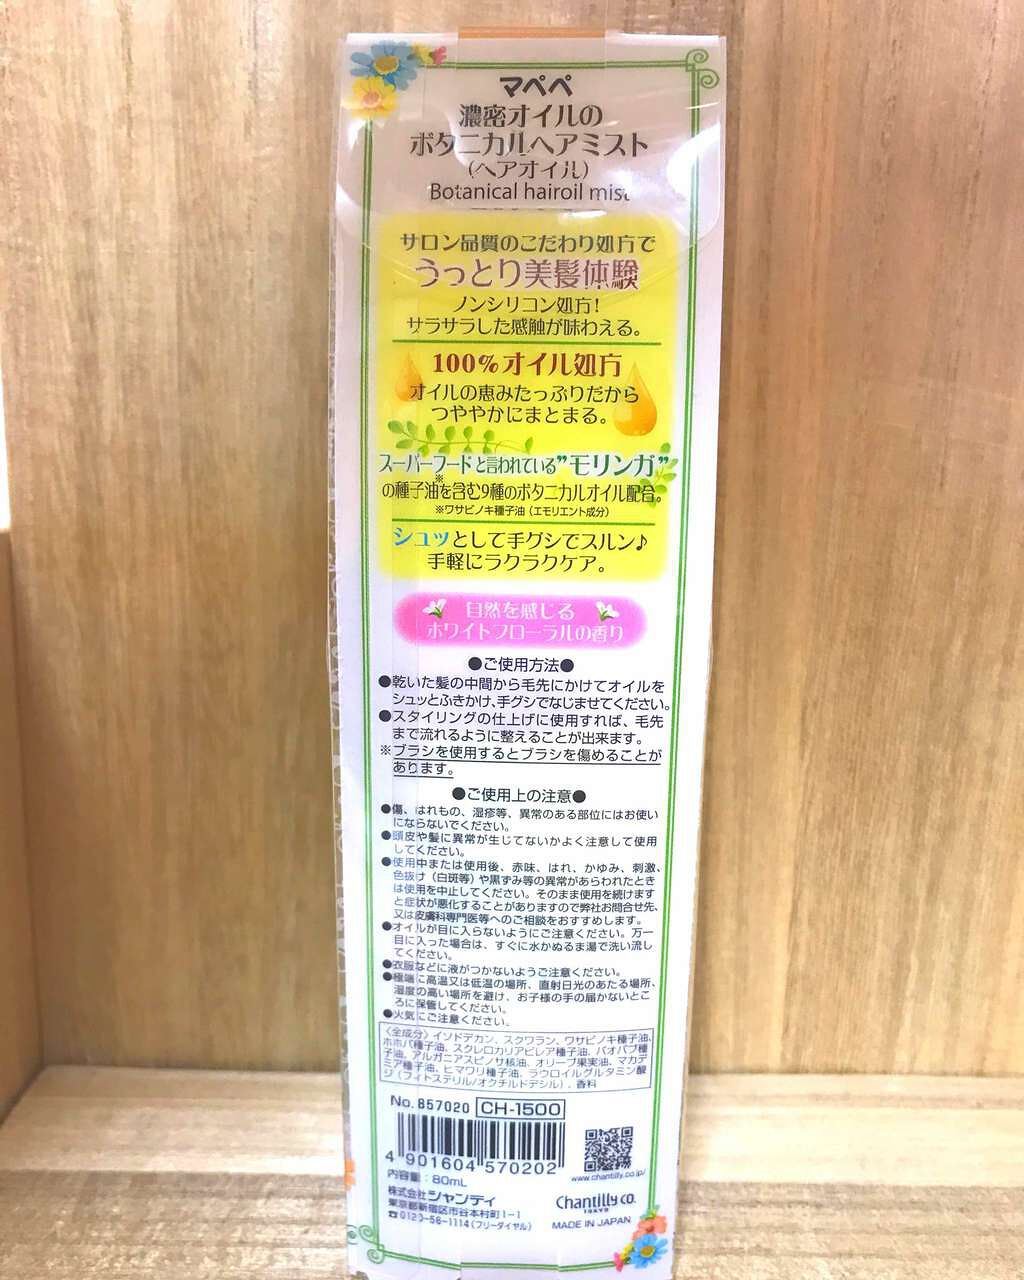 マペペ
濃密オイルの
ボタニカルヘアミスト
(ヘアオイル)
Botanical hairoil mist
サロン品質のこだわり処方で
うっとり美髪体験
ノンシリコン処方!
サラサラした感触が味わえる。
100%オイル処方
オイルの恵みたっぷりだから
つややかにまとまる。
スーパーフードと言われている"モリンガ"
の種子油※を含む9種のボタニカルオイル配合。
※ワサビノキ種子油(エモリエント成分)
シュッとして手グシでスルン♪
手軽にラクラクケア。
自然を感じる
ホワイトフローラルの香り
●ご使用方法●
●乾いた髪の中間から毛先にかけてオイルを
シュッとふきかけ、手グシでなじませてください。
●スタイリングの仕上げに使用すれば、毛先
まで流れるように整えることが出来ます。
※ブラシを使用するとブラシを傷めることが
あります。
●ご使用上の注意●
●傷、はれもの、湿疹等、異常のある部位にはお使い
にならないでください。
●頭皮や髪に異常が生じてないかよく注意して使用
してください。
●使用中または使用後、赤味、はれ、かゆみ、刺激、
色抜け(白斑等)や黒ずみ等の異常があらわれたとき
は使用を中止してください。そのまま使用を続けます
と症状が悪化することがありますので弊社お問合せ先、
又は皮膚科専門医等へのご相談をおすすめします。
●オイルが目に入らないようにご注意ください。万一
目に入った場合は、すぐに水かぬるま湯で洗い流し
てください。
●衣服などに液がつかないようご注意ください。
●極端に高温又は低温の場所、直射日光のあたる場所、
湿度の高い場所を避け、お子様の手の届かないとこ
ろに保管してください。
●火気にご注意ください。
〈全成分〉イソドデカン、スクワラン、ワサビノキ種子油、
ホホバ種子油、スクレロカリアビレア種子油、バオバブ種
子油、アルガニアスピノサ核油、オリーブ果実油、マカデ
ミア種子油、ヒマワリ種子油、ラウロイルグルタミン酸
ジ(フィトステリル/オクチルドデシル)、香料
No. 857020 CH-1500
4 901604 570202
内容量:80mL
www.chantilly.co.jp/
株式会社シャンティ
東京都新宿区市谷本村町1-1
☎0120-56-1114(フリーダイヤル)
Chantilly CO.
TOKYO
MADE IN JAPAN